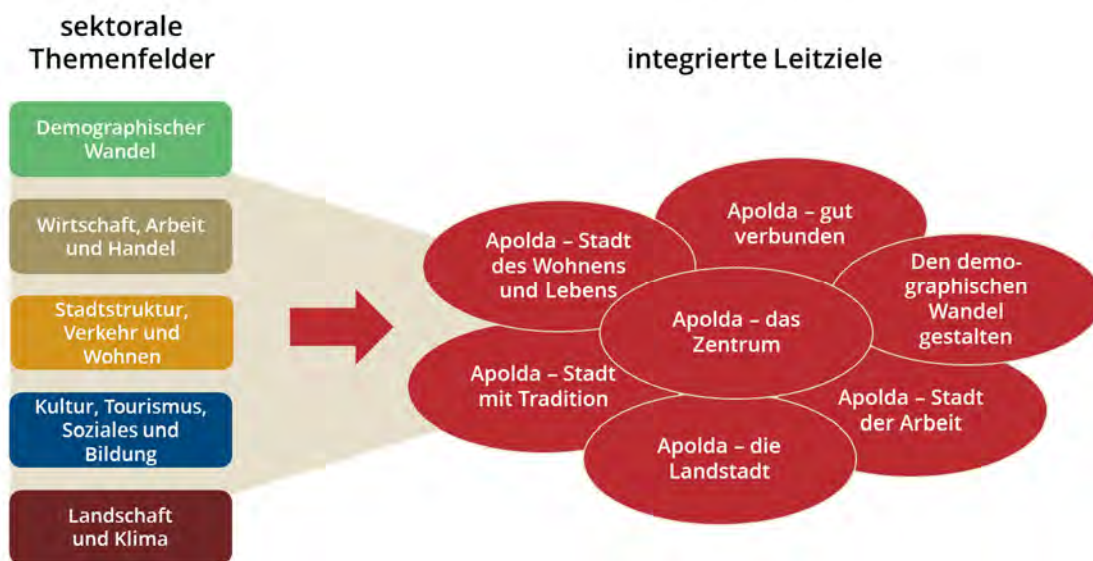 sektorale
Themenfelder
integrierte Leitziele
Demographischer
Wandel
Wirtschaft, Arbeit
und Handel
Stadtstruktur,
Verkehr und
Wohnen
Kultur, Tourismus,
Soziales und
Bildung
Landschaft
und Klima
Apolda – gut
verbunden
Apolda – Stadt
des Wohnens
und Lebens
Den demo-
graphischen
Wandel
gestalten
Apolda – das
Zentrum
Apolda – Stadt
mit Tradition
Apolda – Stadt
der Arbeit
Apolda – die
Landstadt